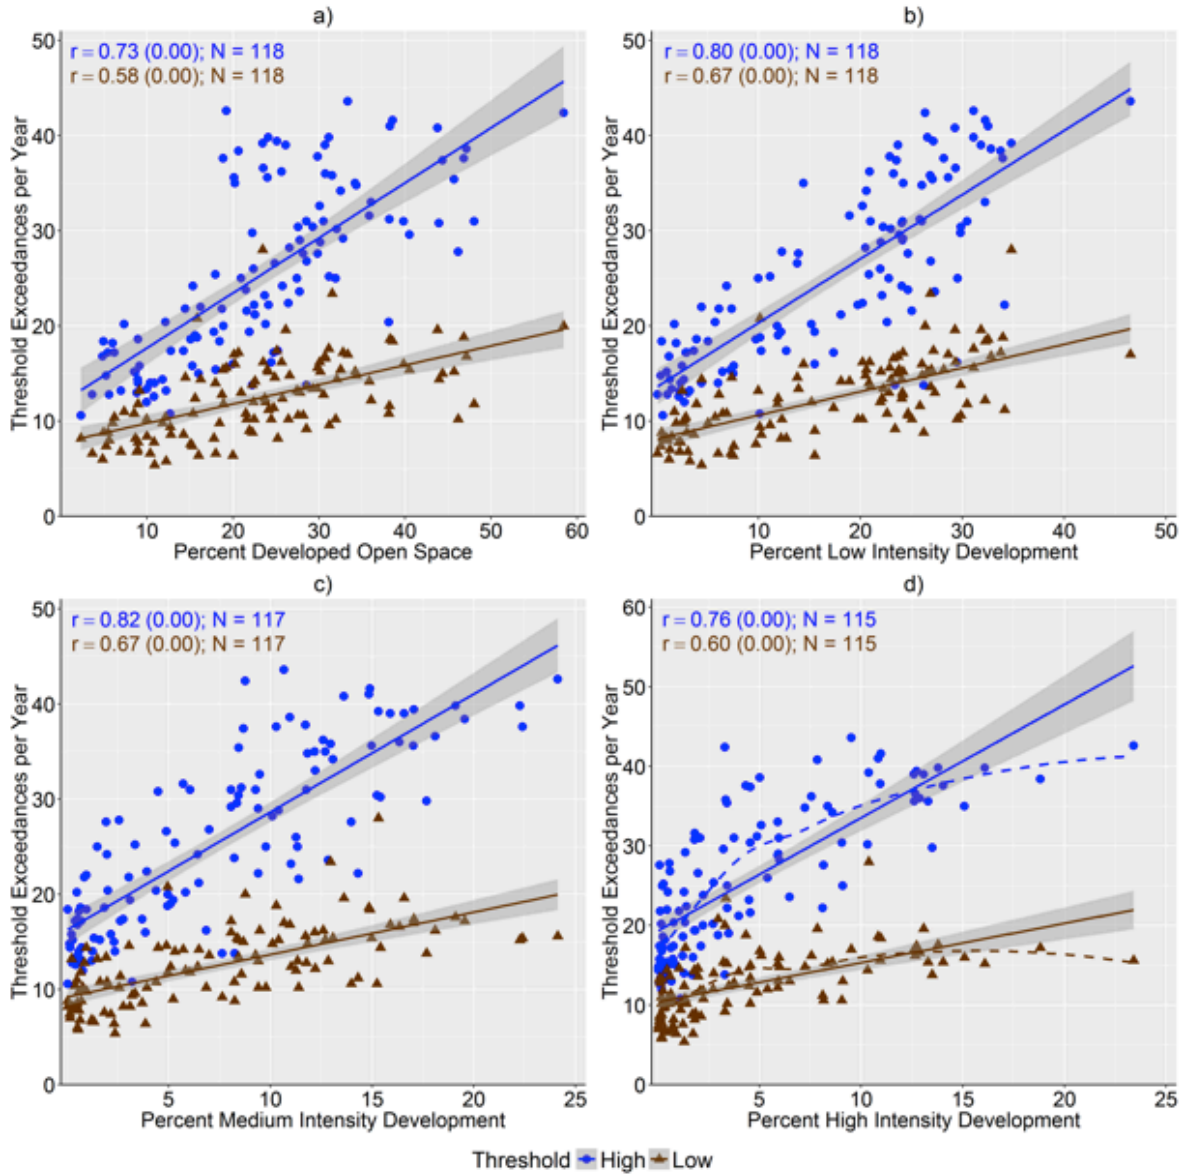 a)
r = 0.73 (0.00); N = 118
r = 0.58 (0.00); N = 118
50
40
30
20
10
0
Threshold Exceedances per Year
10 20 30 40 50 60
Percent Developed Open Space
b)
r = 0.80 (0.00); N = 118
r = 0.67 (0.00); N = 118
50
40
30
20
10
0
Threshold Exceedances per Year
10 20 30 40 50
Percent Low Intensity Development
c)
r = 0.82 (0.00); N = 117
r = 0.67 (0.00); N = 117
50
40
30
20
10
0
Threshold Exceedances per Year
5 10 15 20 25
Percent Medium Intensity Development
d)
r = 0.76 (0.00); N = 115
r = 0.60 (0.00); N = 115
60
50
40
30
20
10
0
Threshold Exceedances per Year
5 10 15 20 25
Percent High Intensity Development
Threshold High Low